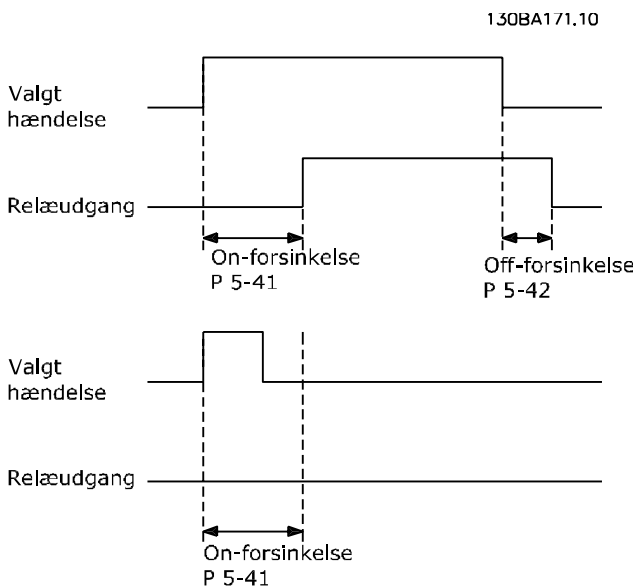 130BA171.10
Valgt
hændelse
Relæudgang
On-forsinkelse
P 5-41
Off-forsinkelse
P 5-42
Valgt
hændelse
Relæudgang
On-forsinkelse
P 5-41